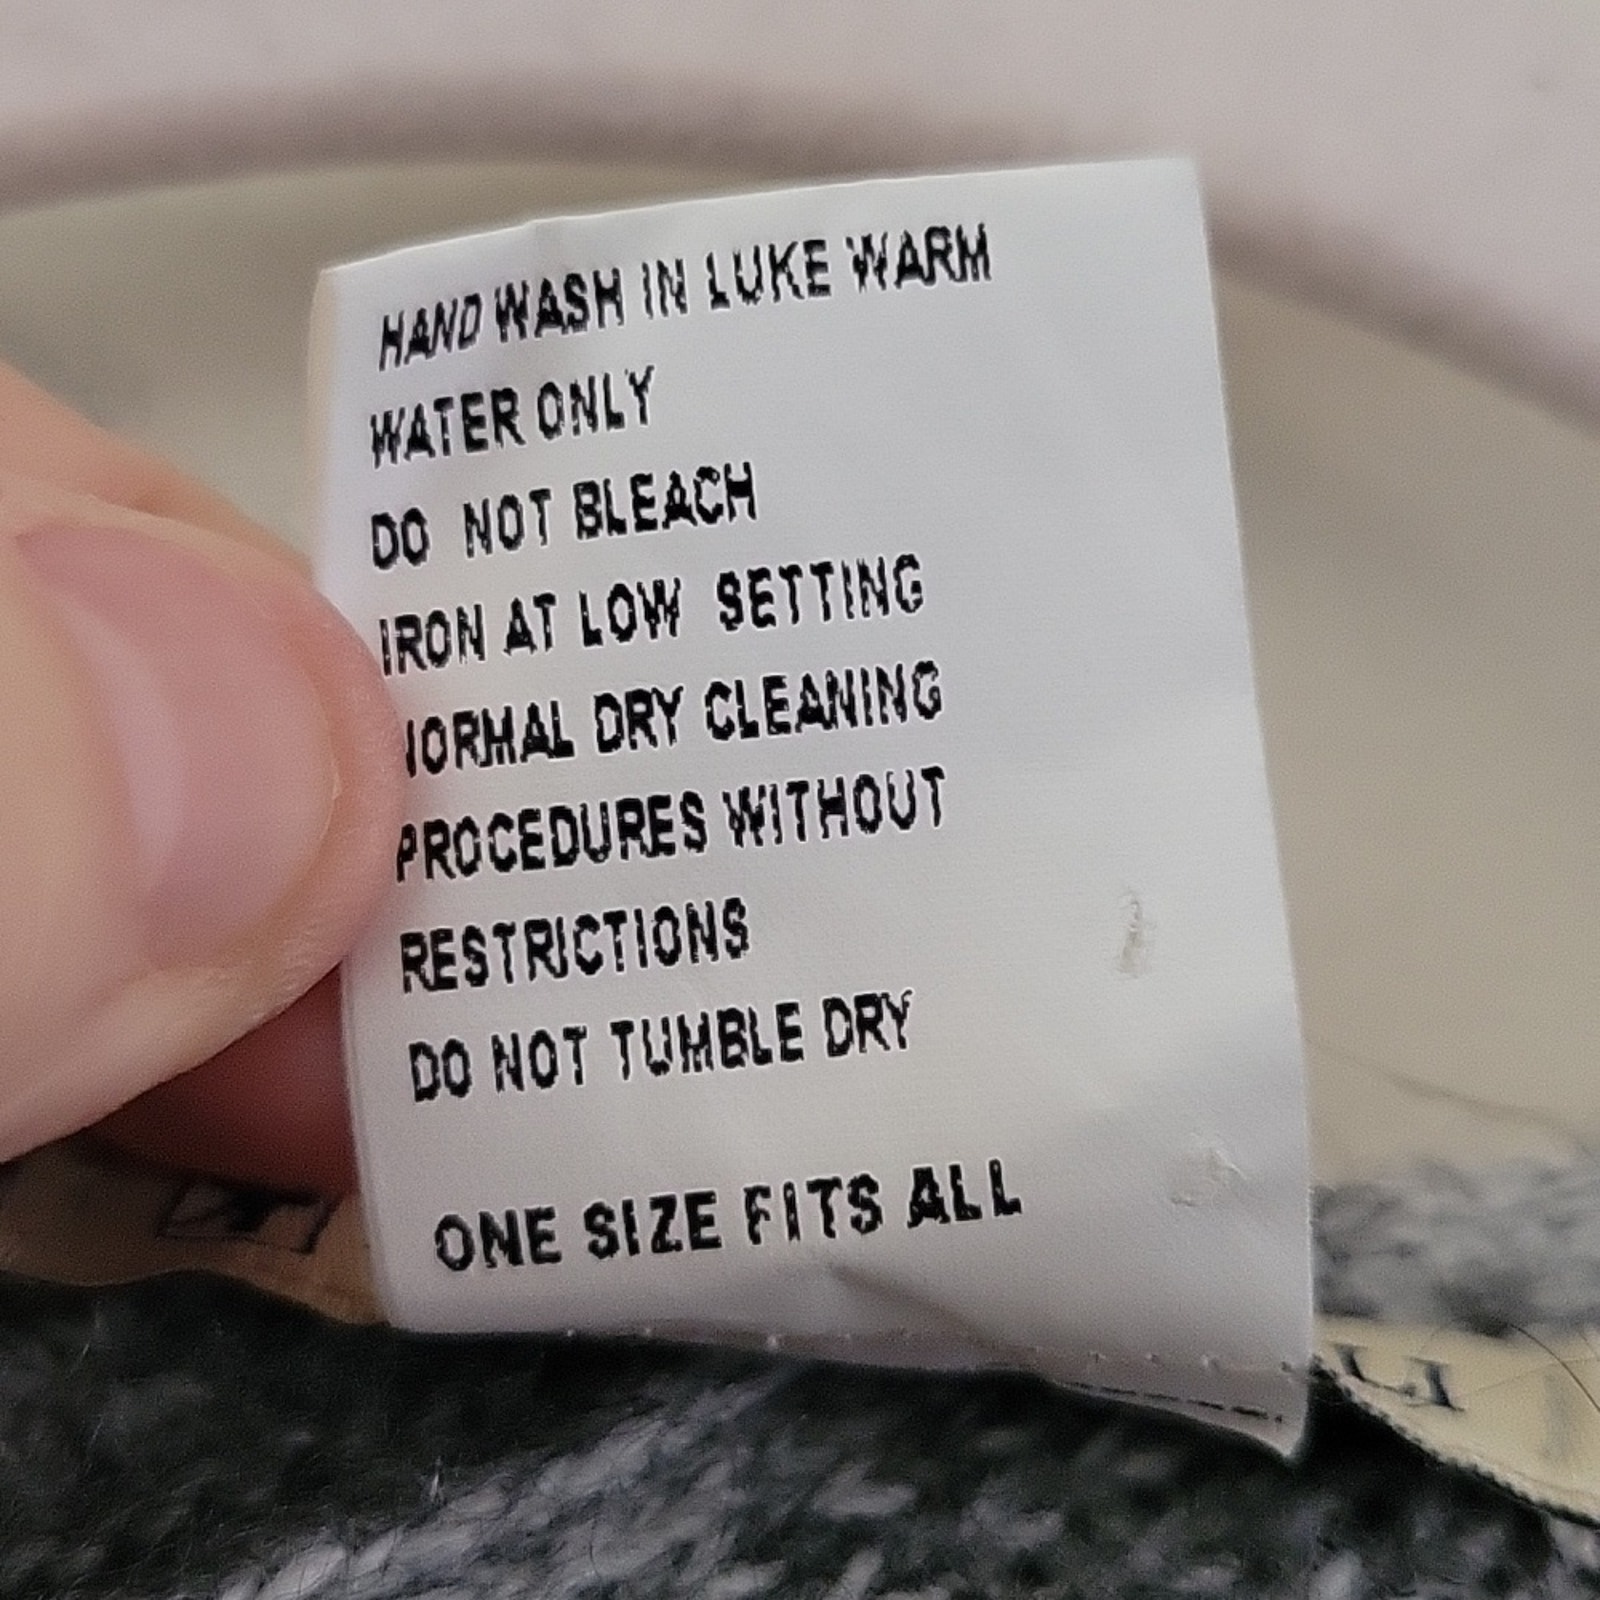 HAND WASH IN LUKE WARM
WATER ONLY
DO NOT BLEACH
IRON AT LOW SETTING
NORMAL DRY CLEANING
PROCEDURES WITHOUT
RESTRICTIONS
DO NOT TUMBLE DRY
ONE SIZE FITS ALL